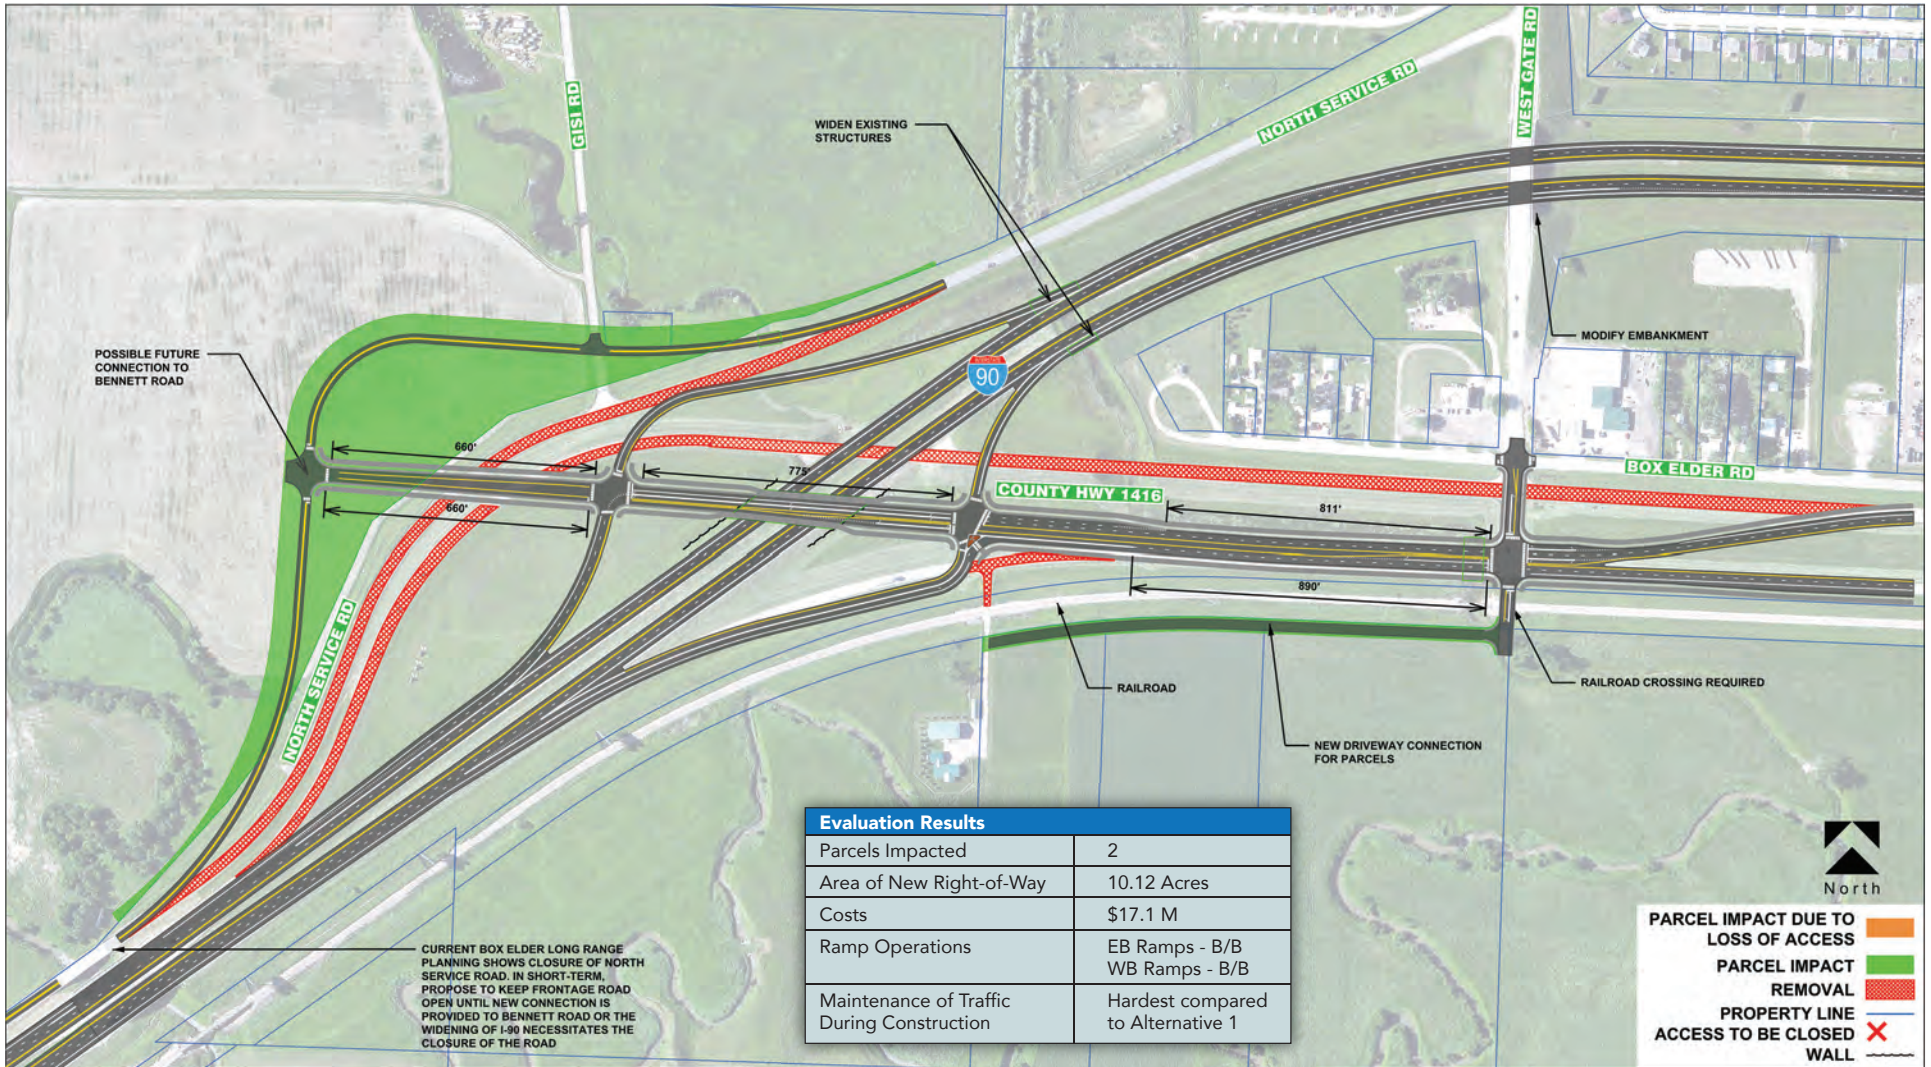 GISI RD
WIDEN EXISTING
STRUCTURES
NORTH SERVICE RD
WEST GATE RD
POSSIBLE FUTURE
CONNECTION TO
BENNETT ROAD
INTERSTATE
90
MODIFY EMBANKMENT
660'
775'
660'
COUNTY HWY 1416
811'
BOX ELDER RD
890'
NORTH SERVICE RD
RAILROAD
RAILROAD CROSSING REQUIRED
NEW DRIVEWAY CONNECTION
FOR PARCELS
CURRENT BOX ELDER LONG RANGE
PLANNING SHOWS CLOSURE OF NORTH
SERVICE ROAD. IN SHORT-TERM,
PROPOSE TO KEEP FRONTAGE ROAD
OPEN UNTIL NEW CONNECTION IS
PROVIDED TO BENNETT ROAD OR THE
WIDENING OF I-90 NECESSITATES THE
CLOSURE OF THE ROAD
Evaluation Results
Parcels Impacted 2
Area of New Right-of-Way 10.12 Acres
Costs $17.1 M
Ramp Operations EB Ramps - B/B
WB Ramps - B/B
Maintenance of Traffic Hardest compared
During Construction to Alternative 1
North
PARCEL IMPACT DUE TO
LOSS OF ACCESS
PARCEL IMPACT
REMOVAL
PROPERTY LINE
ACCESS TO BE CLOSED
WALL